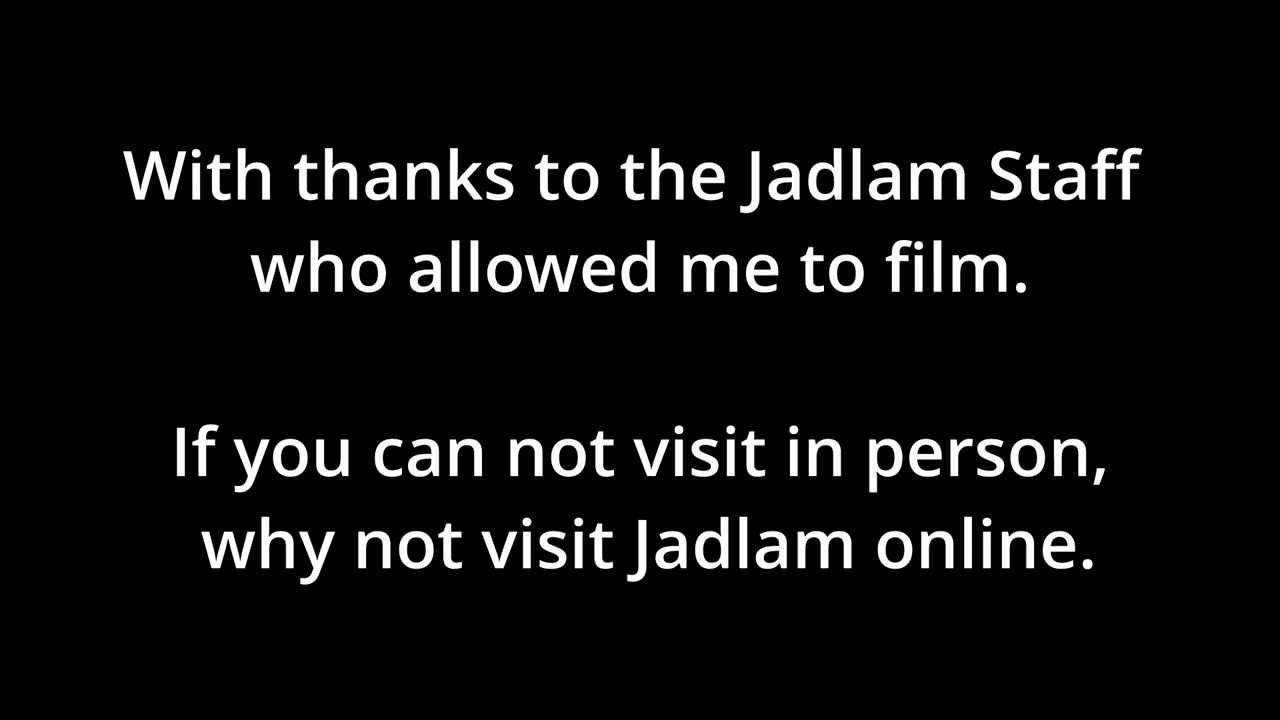 With thanks to the Jadlam Staff
who allowed me to film.
If you can not visit in person,
why not visit Jadlam online.